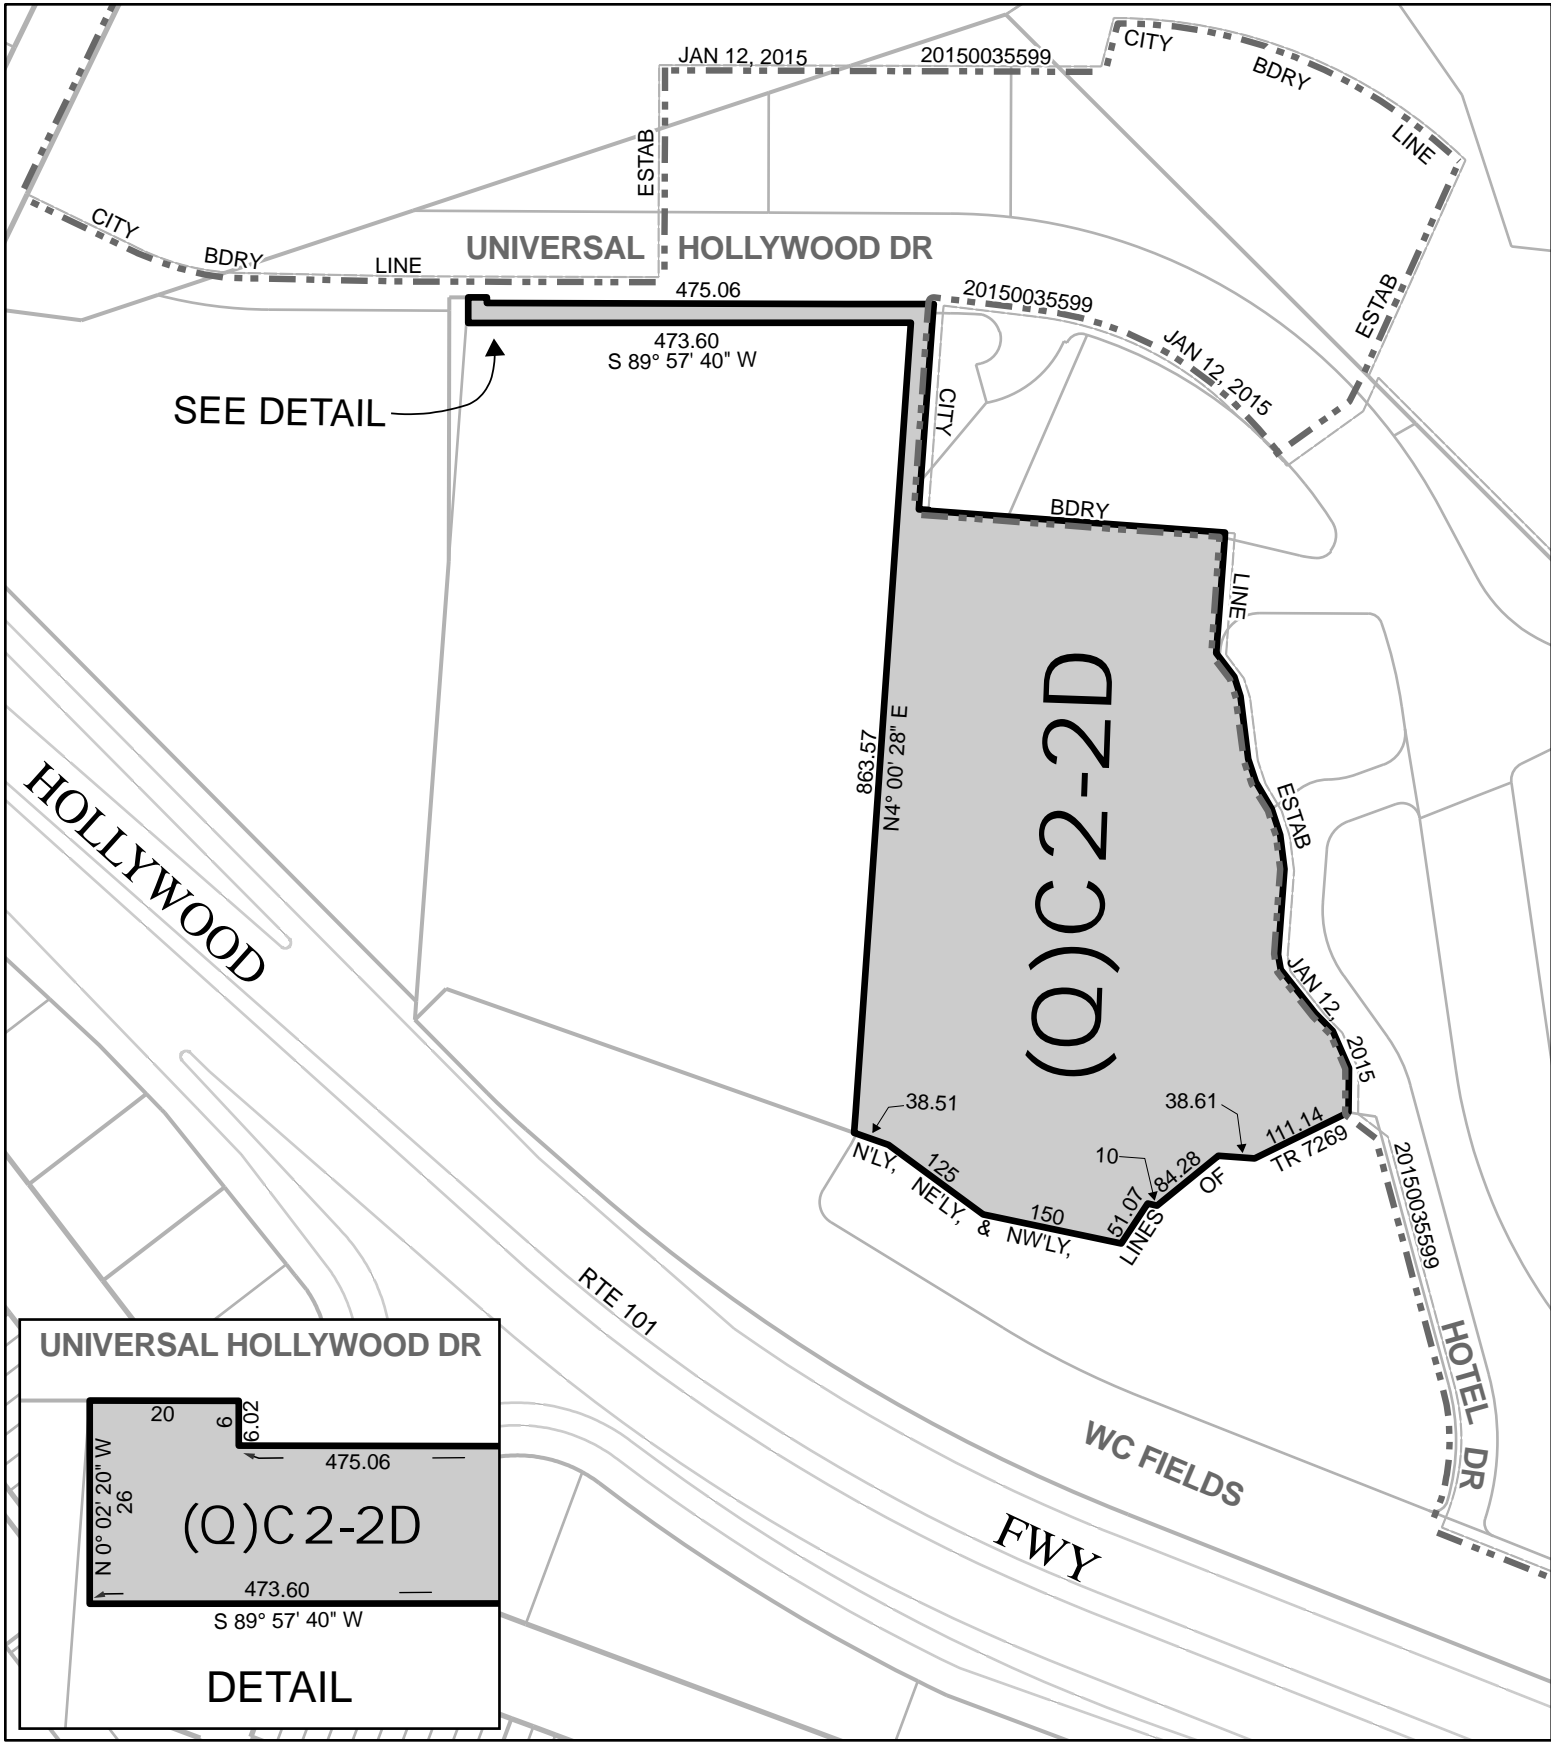 JAN 12, 2015
20150035599
CITY
BDRY
LINE
ESTAB
CITY
BDRY
LINE
UNIVERSAL HOLLYWOOD DR
ESTAB
475.06
20150035599
JAN 12, 2015
473.60
S 89° 57' 40" W
SEE DETAIL
CITY
BDRY
LINE
ESTAB
JAN 12,
2015
863.57
N4° 00' 28" E
(Q)C2-2D
HOLLYWOOD
38.51
38.61
111.14
TR 7269
10
84.28
OF
51.07
LINES
N'LY,
125
NE'LY,
&
150
NW'LY,
20150035599
RTE 101
HOTEL DR
WC FIELDS
FWY
UNIVERSAL HOLLYWOOD DR
20
6
6.02
475.06
N 0° 02' 20" W
26
(Q)C2-2D
473.60
S 89° 57' 40" W
DETAIL